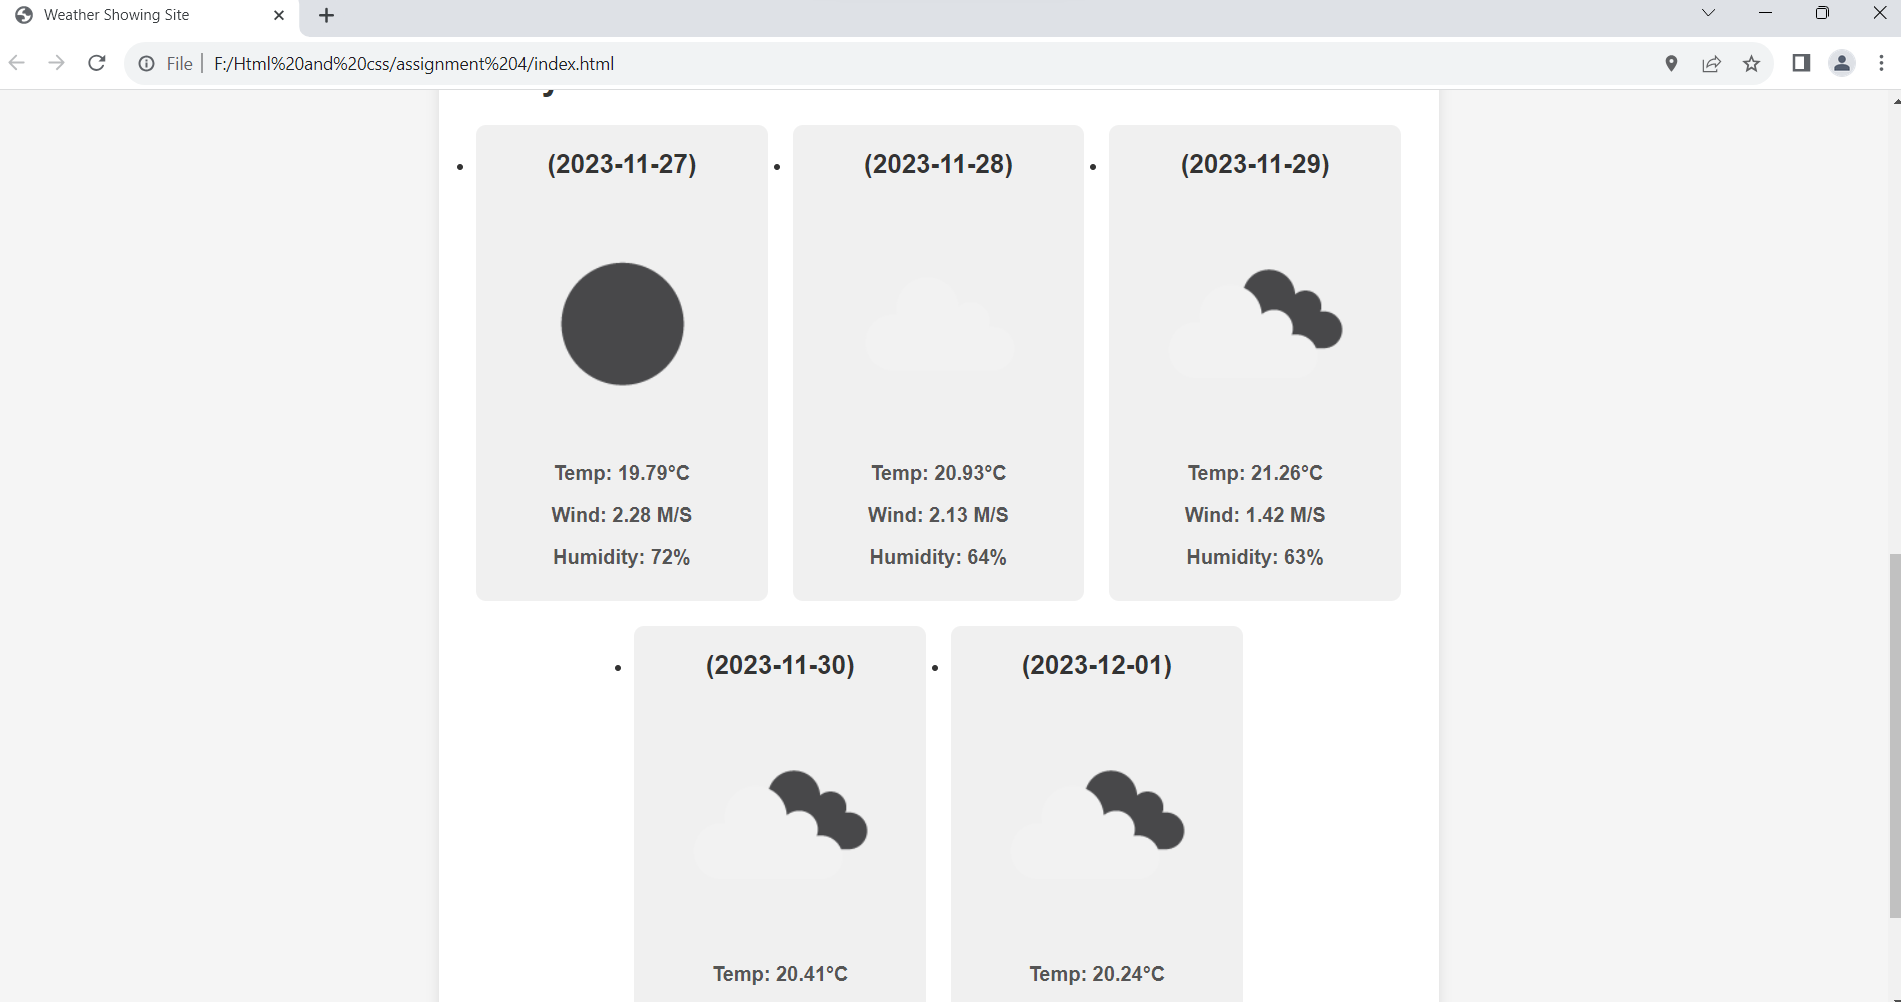 Weather Showing Site
File F:/Html%20and%20css/assignment%204/index.html
(2023-11-27)
(2023-11-28)
(2023-11-29)
Temp: 19.79°C
Temp: 20.93°C
Temp: 21.26°C
Wind: 2.28 M/S
Wind: 2.13 M/S
Wind: 1.42 M/S
Humidity: 72%
Humidity: 64%
Humidity: 63%
(2023-11-30)
(2023-12-01)
Temp: 20.41°C
Temp: 20.24°C